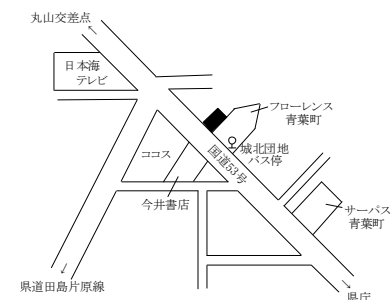 丸山交差点
日本海
テレビ
フローレンス
青葉町
城北団地
バス停
国道53号
ココス
今井書店
サーパス
青葉町
県道田島片原線
県庁